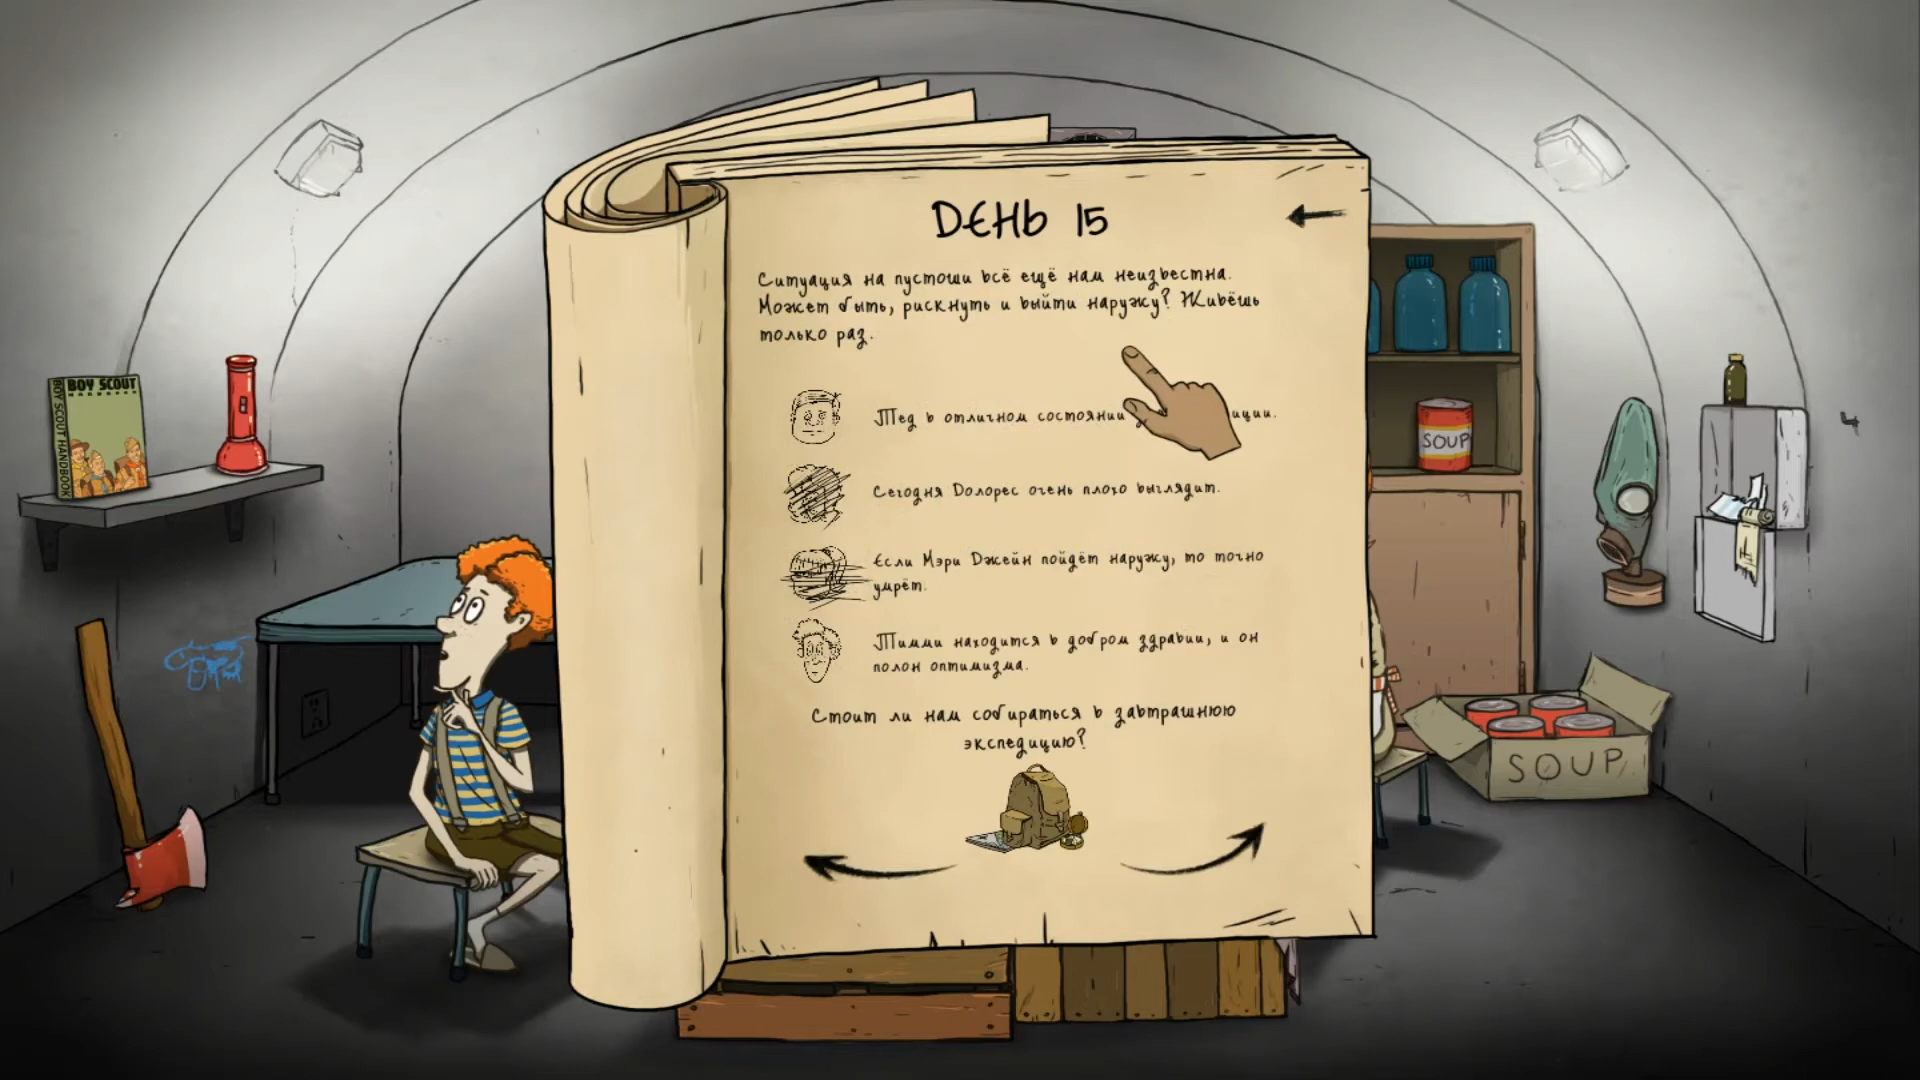 ДЕНЬ 15
Ситуация на пустоши всё ещё нам неизвестна.
Может быть, рискнуть и выйти наружу? Живёшь
только раз.
Тед в отличном состоянии
Сегодня Долорес очень плохо выглядит.
Если Мэри Джейн пойдёт наружу, то точно
умрёт.
Тимми находится в добром здравии, и он
полон оптимизма.
Стоит ли нам собираться в завтрашнюю
экспедицию?
BOY SCOUT
BOY SCOUT HANDBOOK
SOUP
SOUP